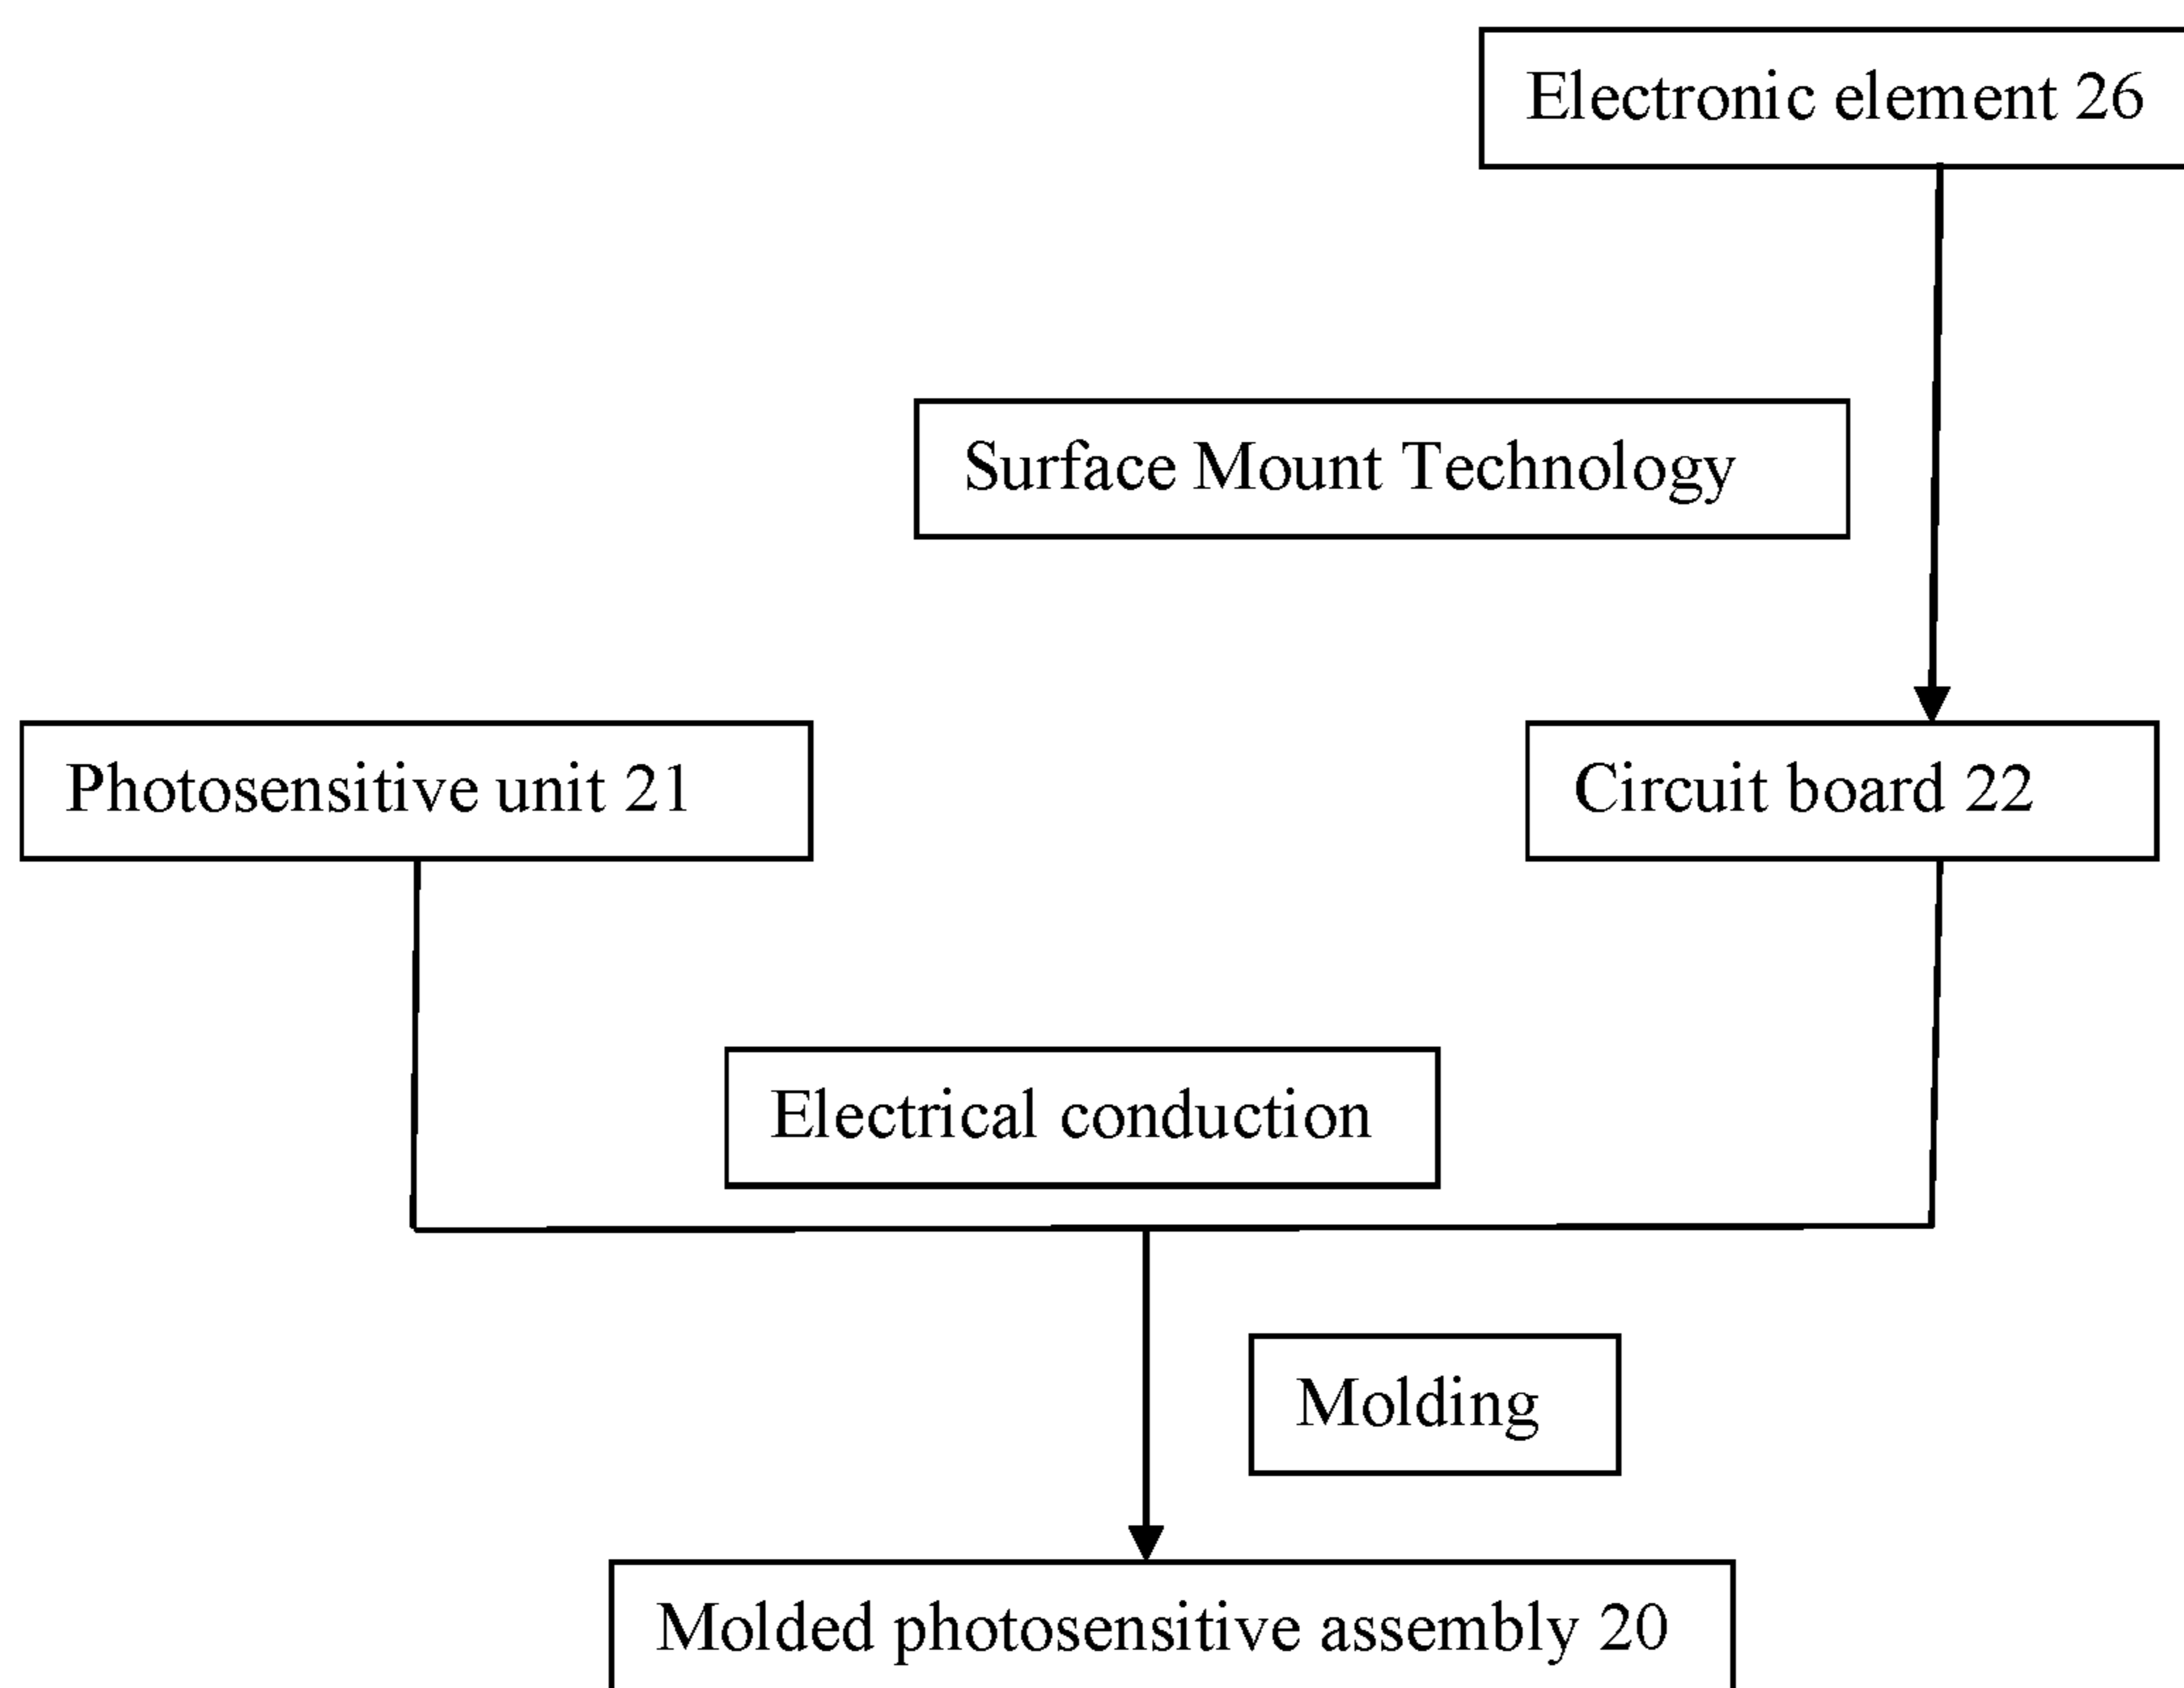 Electronic element 26
Surface Mount Technology
Photosensitive unit 21
Circuit board 22
Electrical conduction
Molding
Molded photosensitive assembly 20